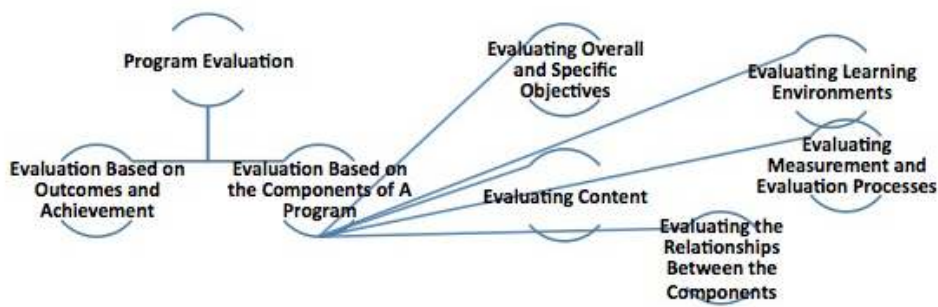 Program Evaluation
Evaluation Based on
Outcomes and
Achievement
Evaluation Based on
the Components of A
Program
Evaluating Overall
and Specific
Objectives
Evaluating Content
Evaluating Learning
Environments
Evaluating
Measurement and
Evaluation Processes
Evaluating the
Relationships
Between the
Components